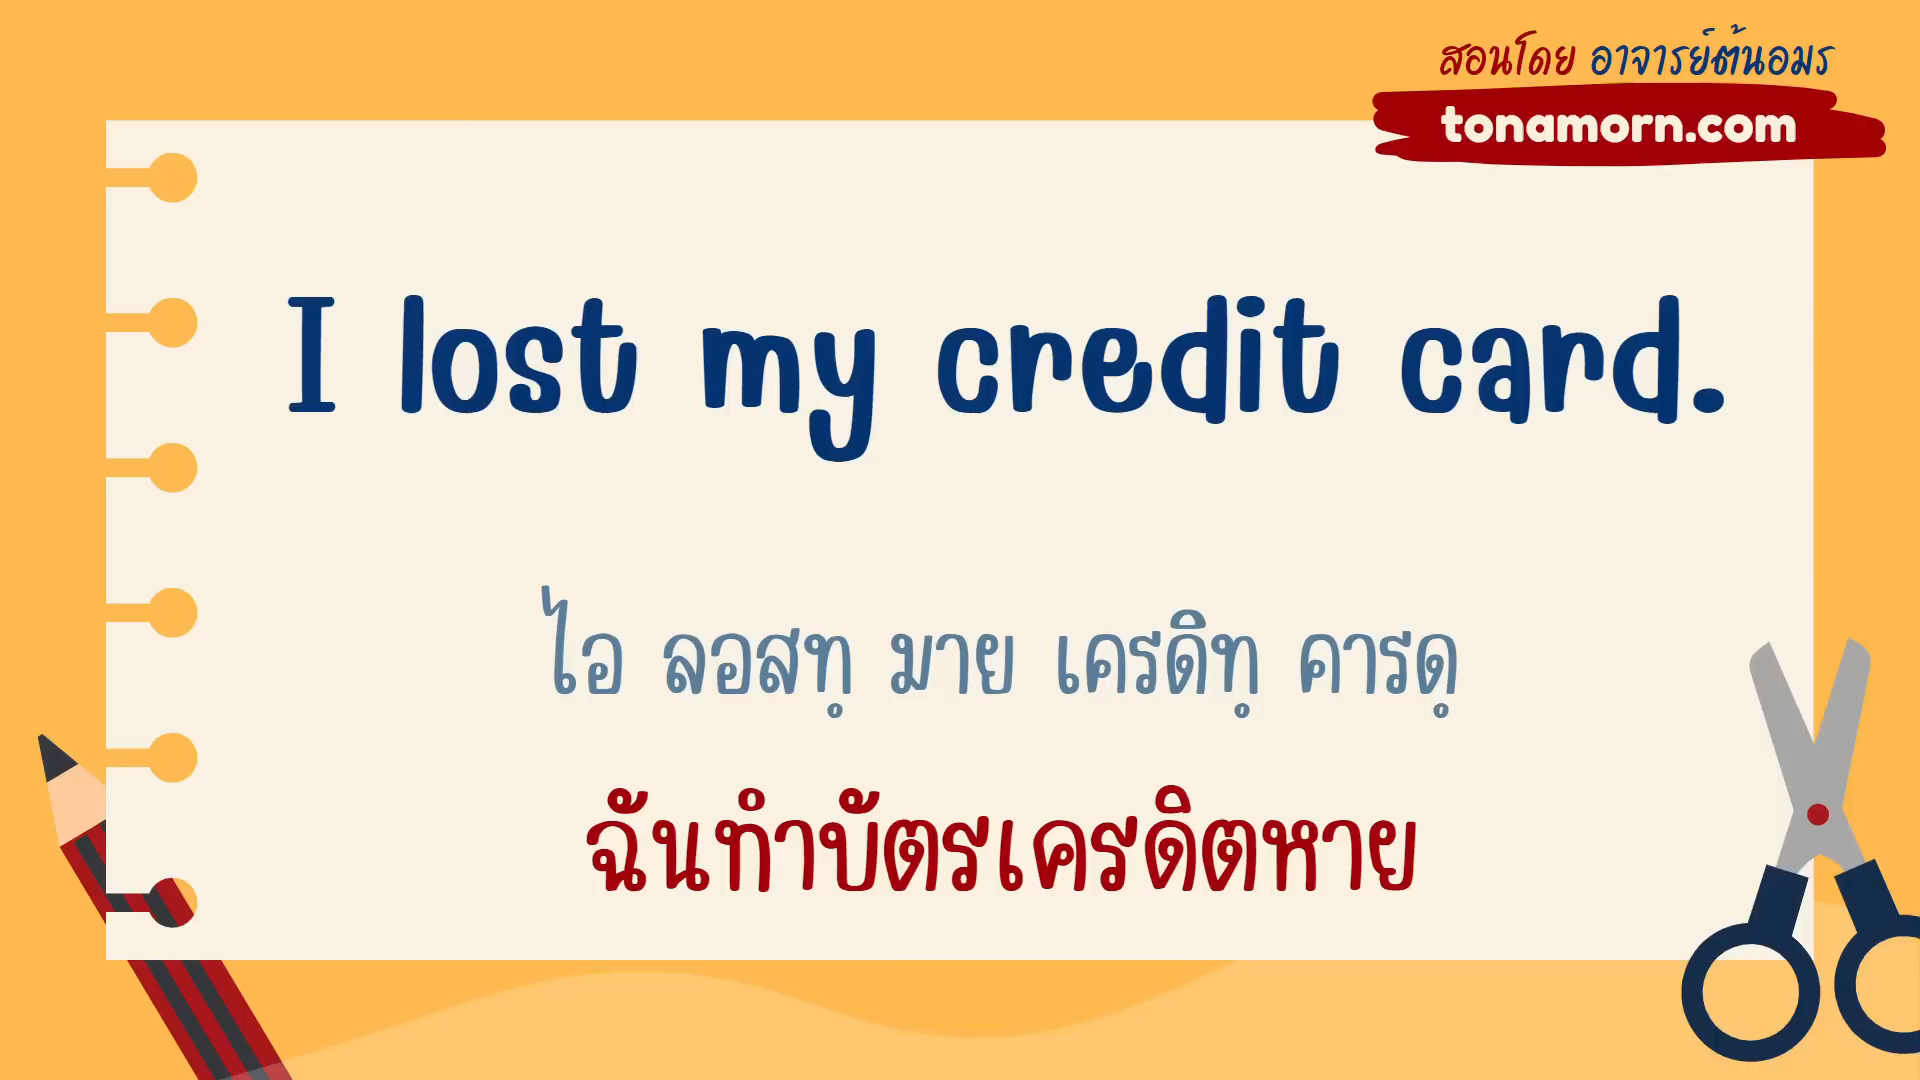 สอนโดย อาจารย์ต้นอมร
tonamorn.com
I lost my credit card.
ไอ ลอสทฺ มาย เครดิทฺ คารดฺ
ฉันทำบัตรเครดิตหาย